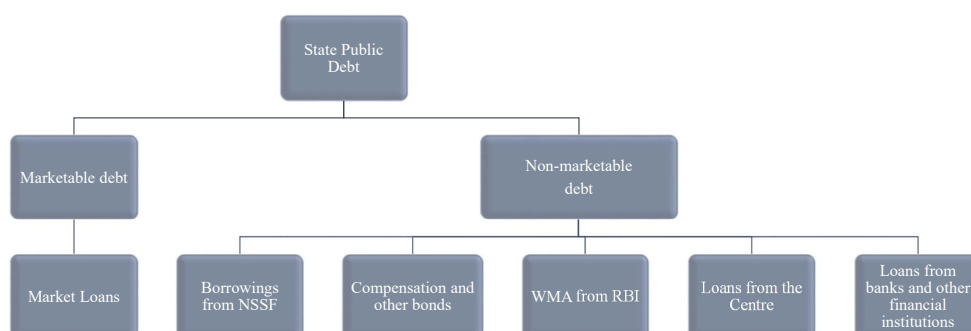 State Public
Debt
Marketable debt
Non-marketable
debt
Market Loans
Borrowings
from NSSF
Compensation and
other bonds
WMA from RBI
Loans from the
Centre
Loans from
banks and other
financial
institutions